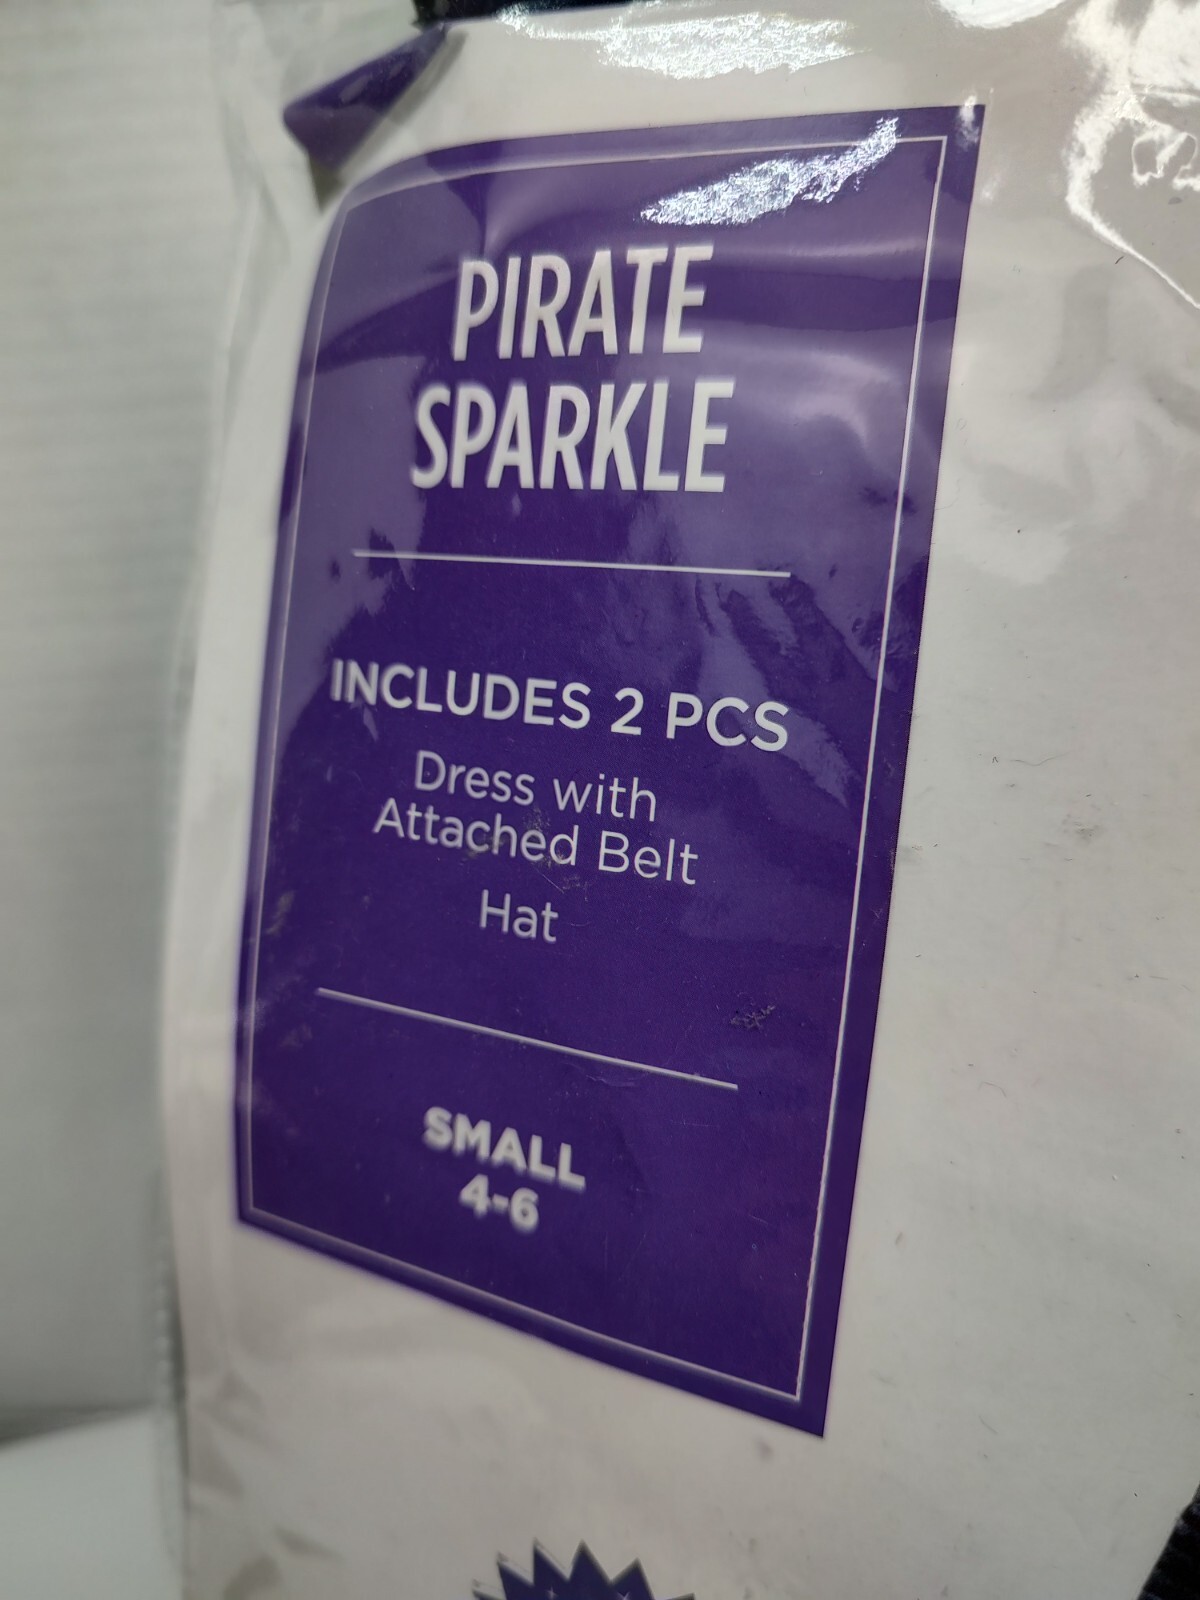 PIRATE
SPARKLE
INCLUDES 2 PCS
Dress with
Attached Belt
Hat
SMALL
4-6